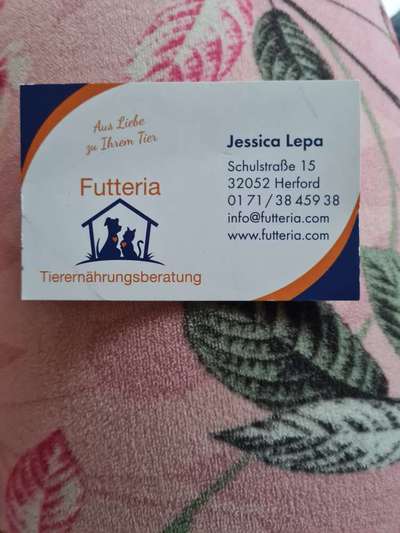 Aus Liebe
zu Ihrem Tier
Futteria
Tierernährungsberatung
Jessica Lepa
Schulstraße 15
32052 Herford
01 71 / 38 459 38
info@futteria.com
www.futteria.com